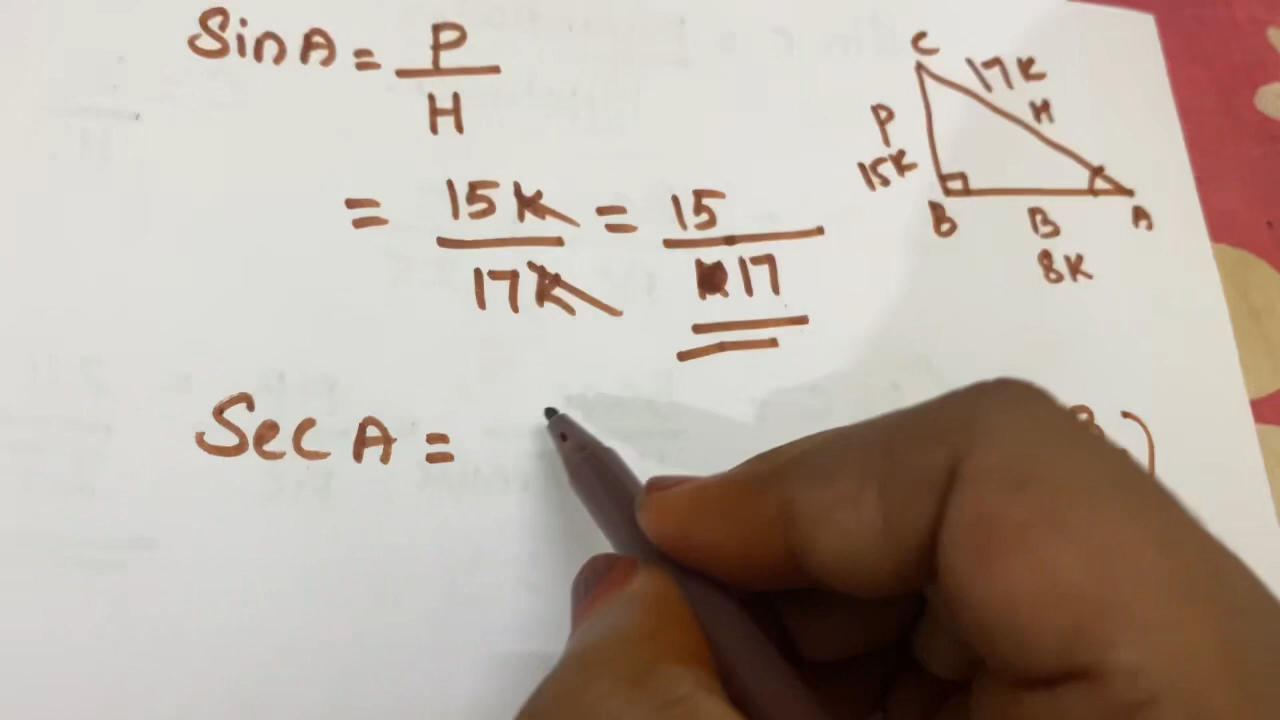 Sin A = P
H
= 15K = 15
17K 17
Sec A =
C
17K
H
P
15K
B B A
8K